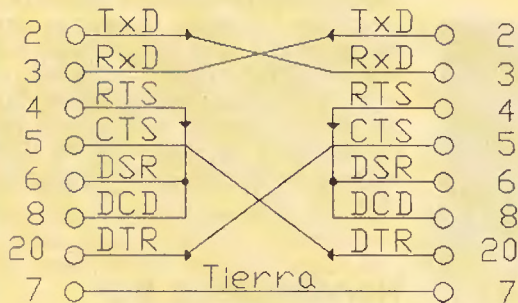 2 TxD TxD 2
3 RxD RxD 3
4 RTS RTS 4
5 CTS CTS 5
6 DSR DSR 6
8 DCD DCD 8
20 DTR DTR 20
7 Tierra 7